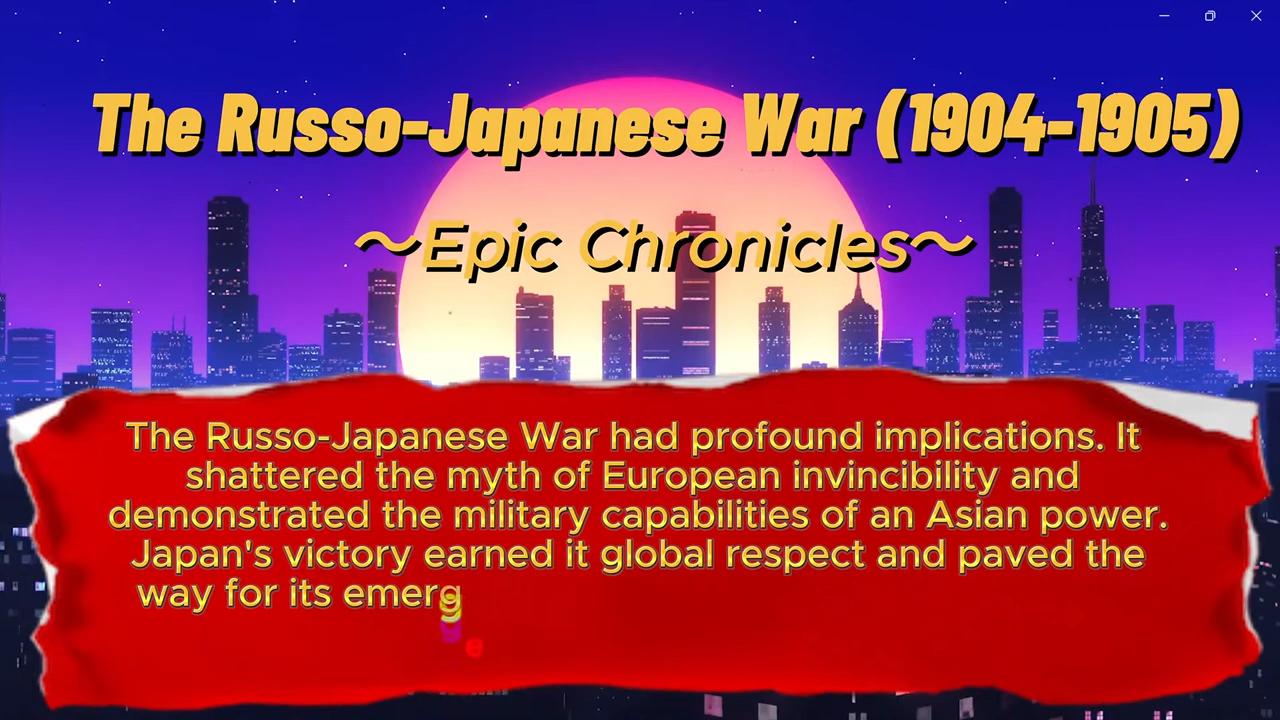 The Russo-Japanese War (1904-1905)
～Epic Chronicles～
The Russo-Japanese War had profound implications. It
shattered the myth of European invincibility and
demonstrated the military capabilities of an Asian power.
Japan's victory earned it global respect and paved the
way for its emerg
e